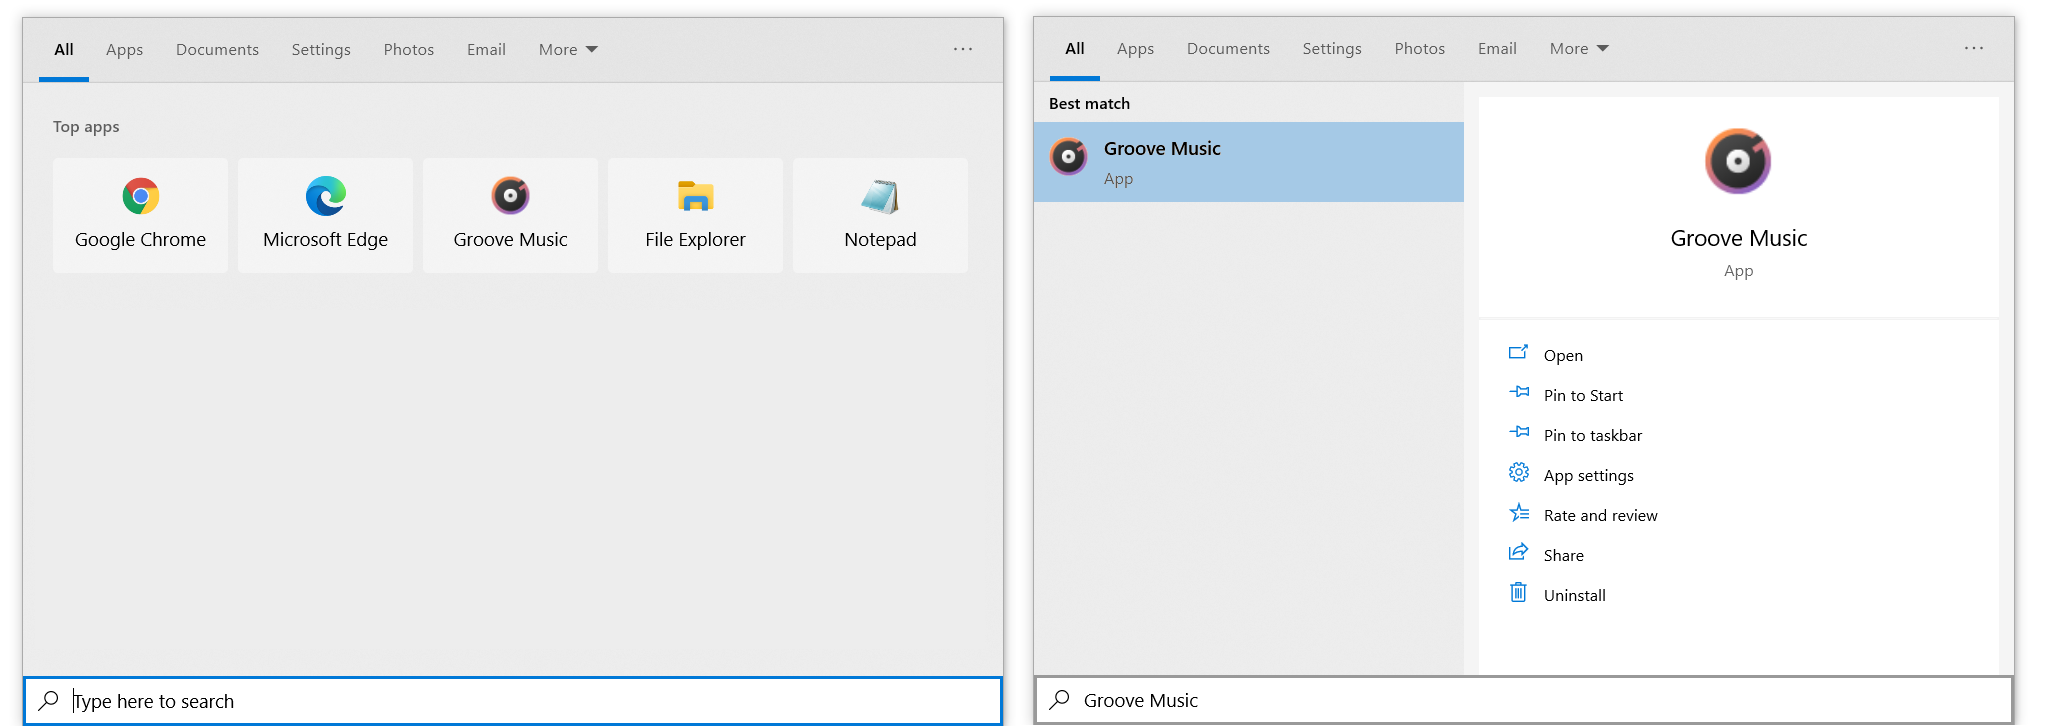 All Apps Documents Settings Photos Email More ...
Top apps
Google Chrome Microsoft Edge Groove Music File Explorer Notepad
Type here to search
All Apps Documents Settings Photos Email More ...
Best match
Groove Music
App
Groove Music
App
Open
Pin to Start
Pin to taskbar
App settings
Rate and review
Share
Uninstall
Groove Music